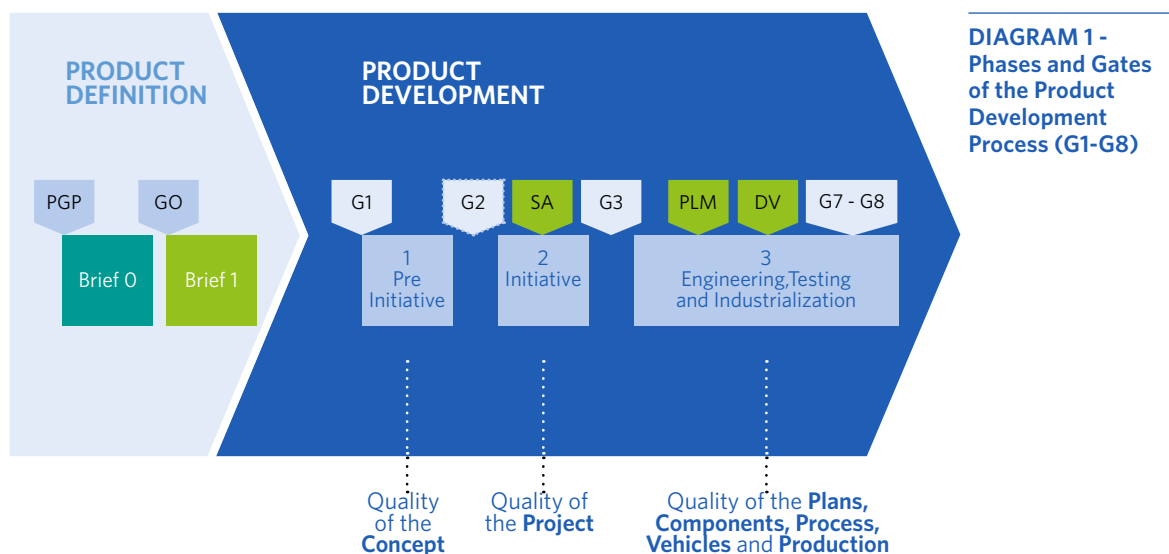 PRODUCT
DEFINITION
PRODUCT
DEVELOPMENT
DIAGRAM 1 -
Phases and Gates
of the Product
Development
Process (G1-G8)
PGP
GO
G1
G2
SA
G3
PLM
DV
G7 - G8
Brief 0
Brief 1
1
Pre
Initiative
2
Initiative
3
Engineering,Testing
and Industrialization
Quality
of the
Concept
Quality of
the Project
Quality of the Plans,
Components, Process,
Vehicles and Production